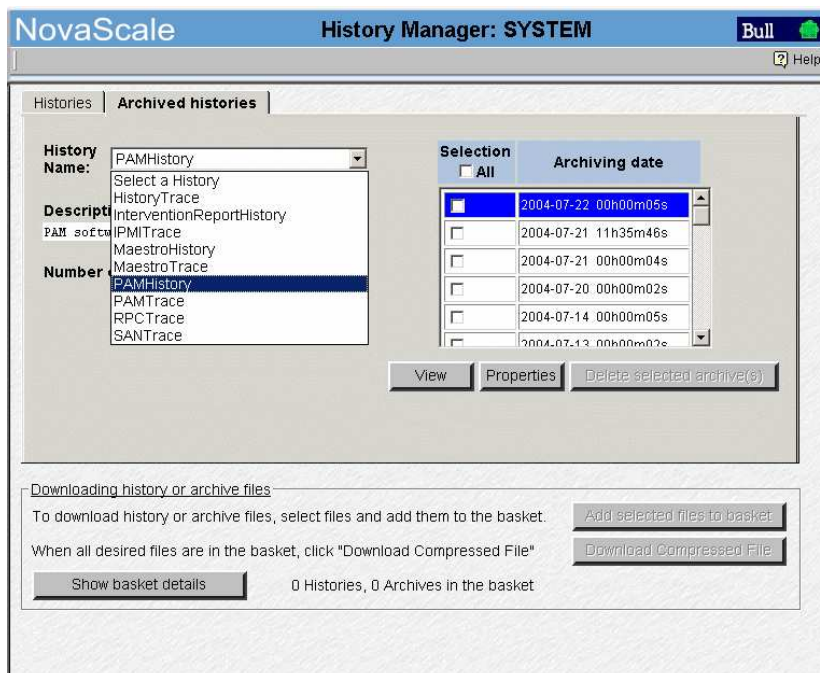 NovaScale
History Manager: SYSTEM
Bull
Help
Histories
Archived histories
History Name:
PAMHistory
Select a History
HistoryTrace
InterventionReportHistory
IPMITrace
MaestroHistory
MaestroTrace
PAMHistory
PAMTrace
RPCTrace
SANTrace
Descripti
PAM softw
Number
Selection
All
Archiving date
2004-07-22 00h00m05s
2004-07-21 11h35m46s
2004-07-21 00h00m04s
2004-07-20 00h00m02s
2004-07-14 00h00m05s
2004-07-13 00h00m02s
View
Properties
Delete selected archive(s)
Downloading history or archive files
To download history or archive files, select files and add them to the basket.
Add selected files to basket
When all desired files are in the basket, click "Download Compressed File"
Download Compressed File
Show basket details
0 Histories, 0 Archives in the basket